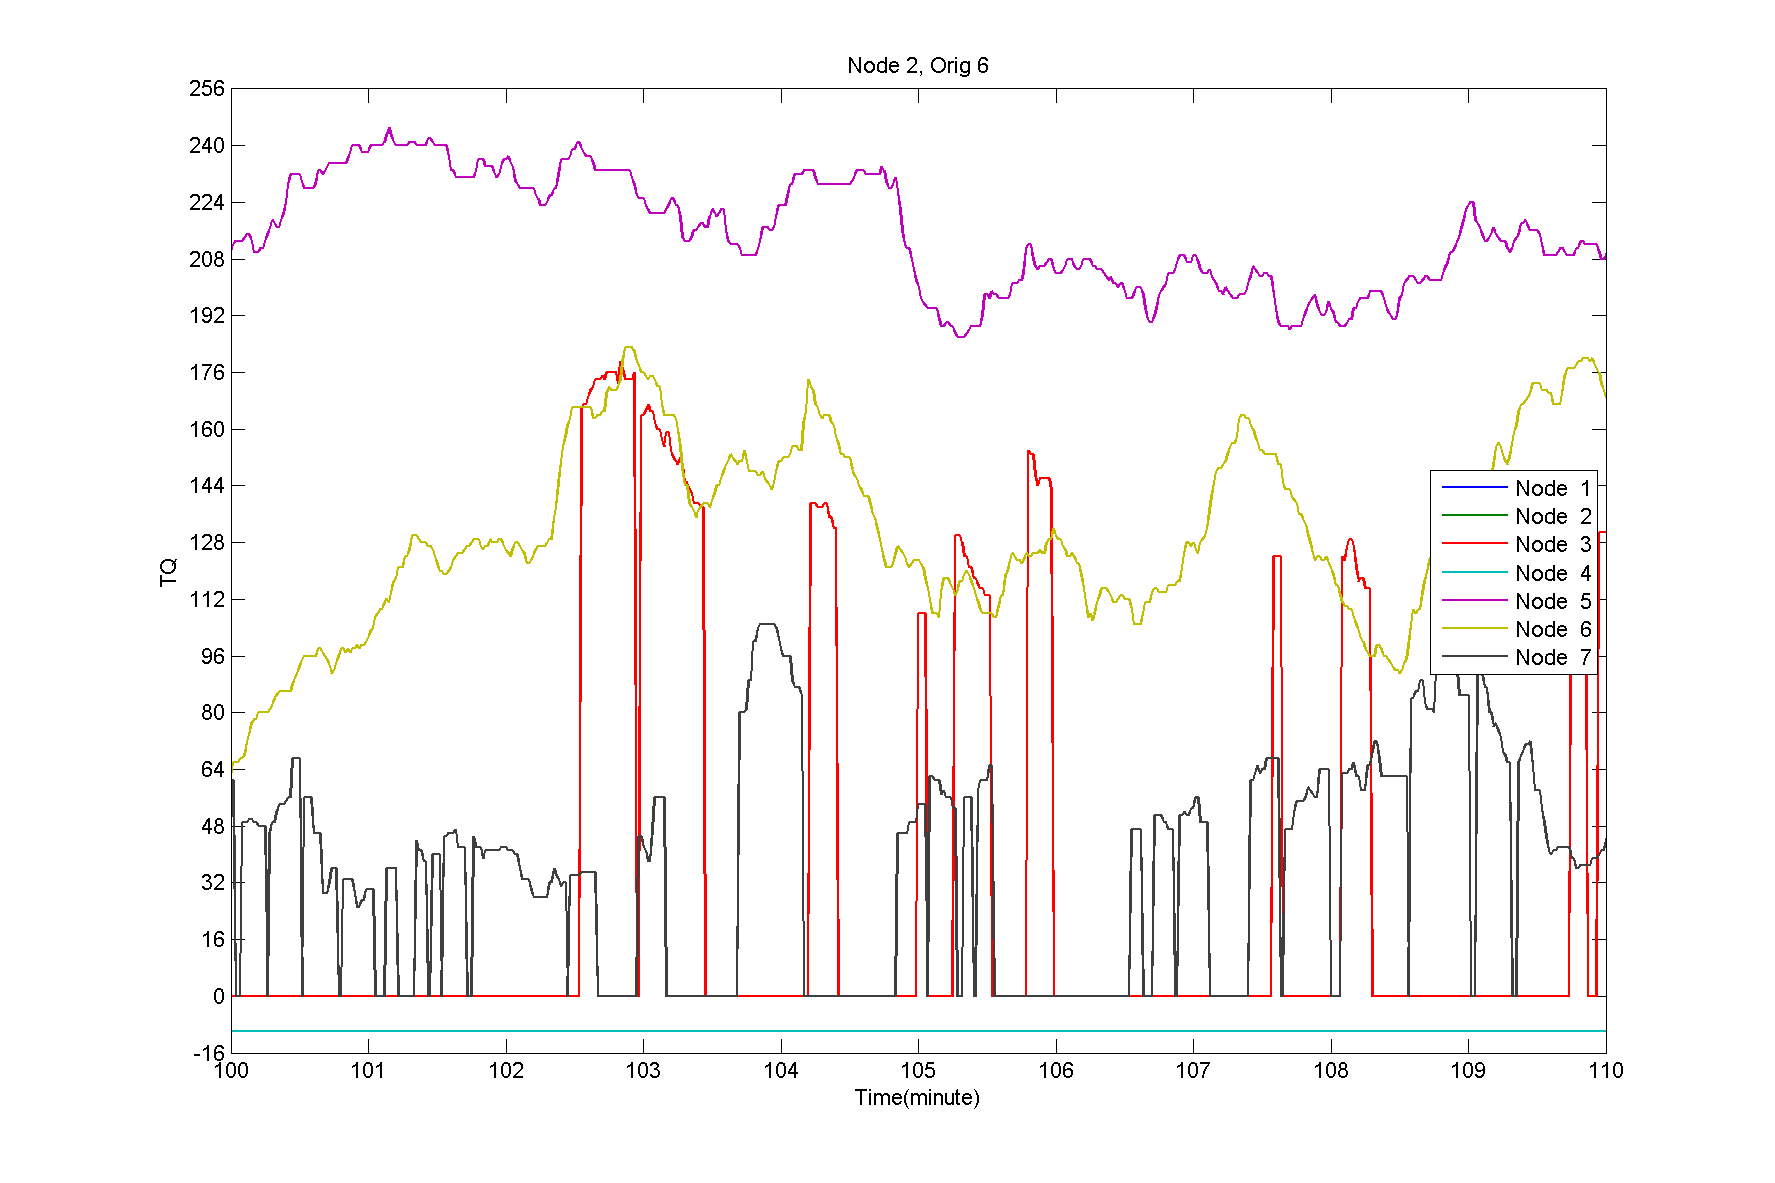 Node 2, Orig 6
256
240
224
208
192
176
160
144
128
112
96
80
64
48
32
16
0
-16
TQ
Node 1
Node 2
Node 3
Node 4
Node 5
Node 6
Node 7
100 101 102 103 104 105 106 107 108 109 110
Time(minute)